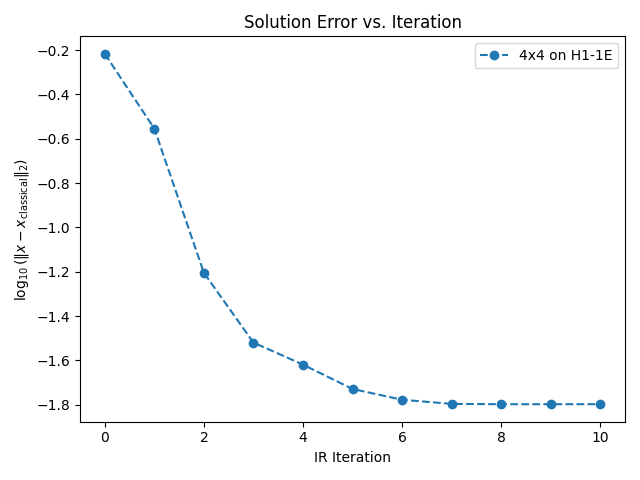 Solution Error vs. Iteration
4x4 on H1-1E
−0.2
−0.4
−0.6
−0.8
−1.0
−1.2
−1.4
−1.6
−1.8
log₁₀ (‖x − x_classical‖₂)
0 2 4 6 8 10
IR Iteration